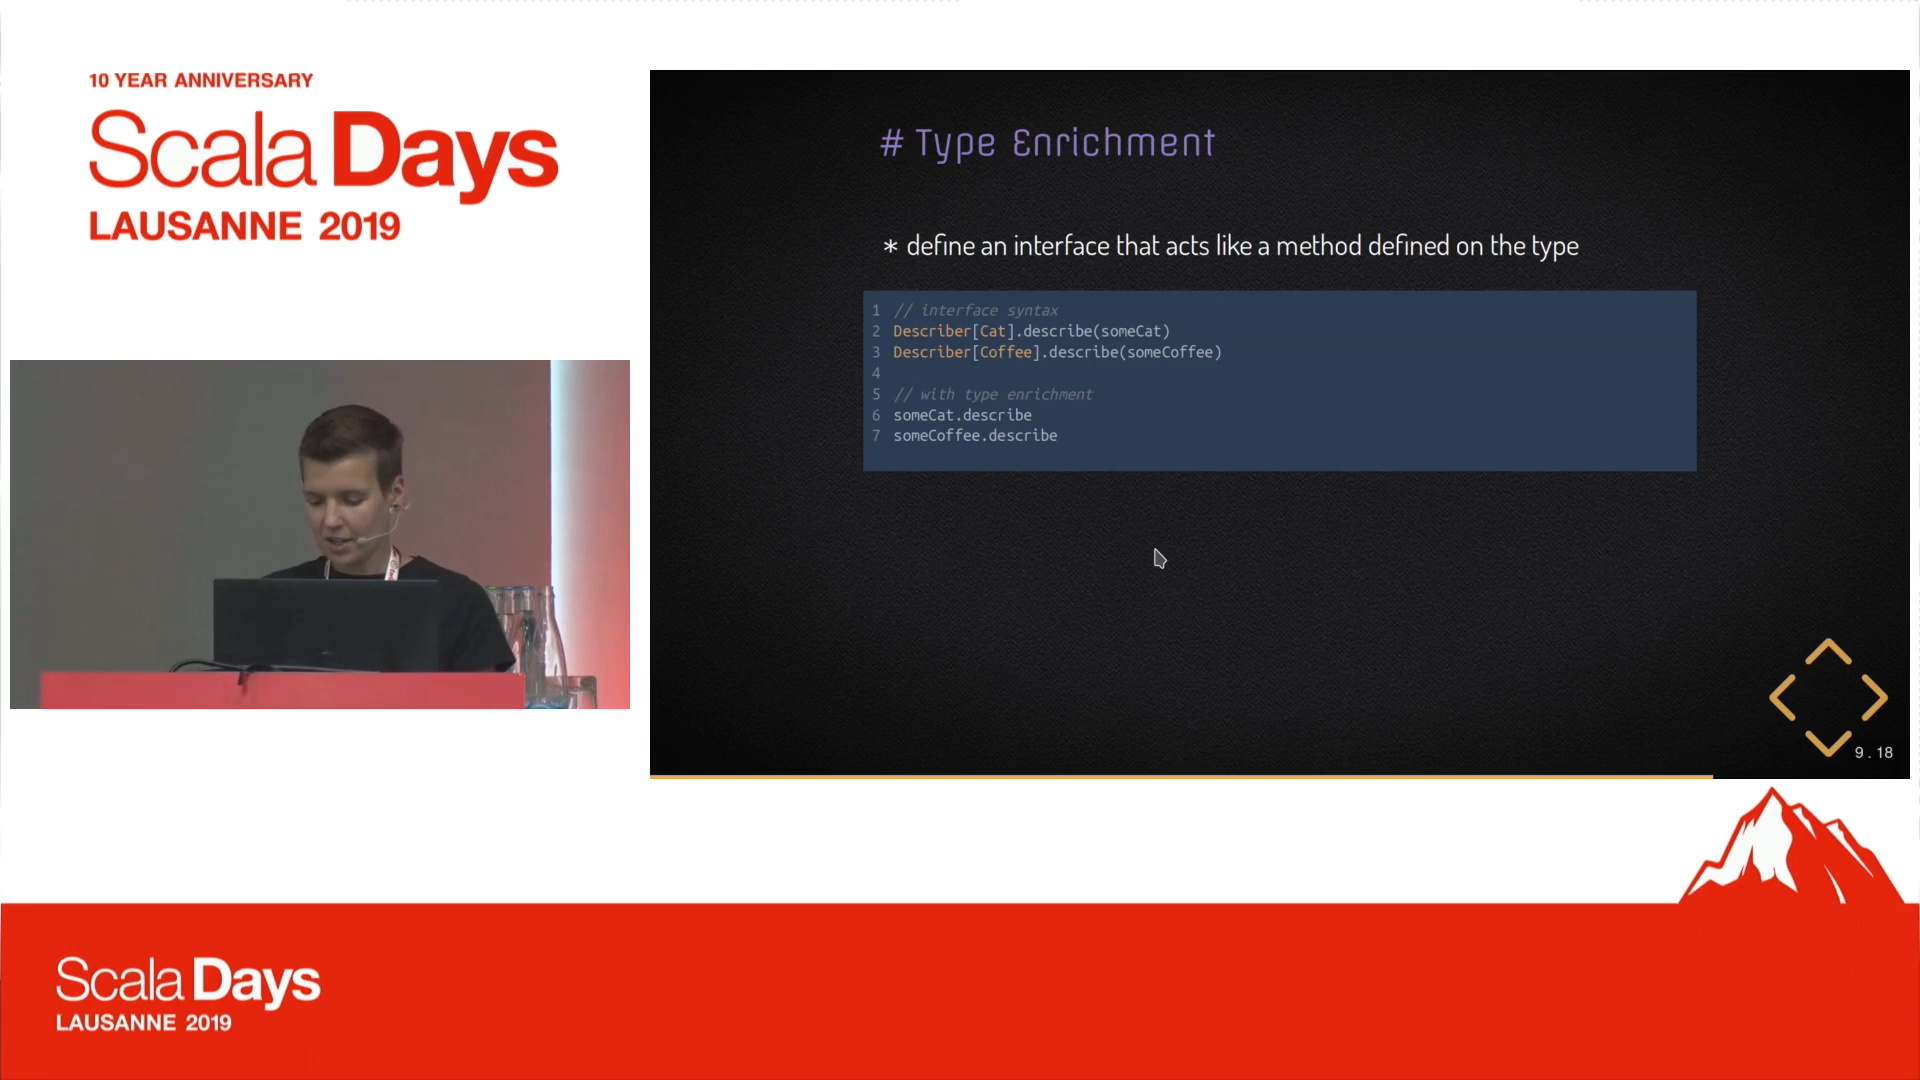 10 YEAR ANNIVERSARY
Scala Days
LAUSANNE 2019
# Type Enrichment
* define an interface that acts like a method defined on the type
1 // interface syntax
2 Describer[Cat].describe(someCat)
3 Describer[Coffee].describe(someCoffee)
4
5 // with type enrichment
6 someCat.describe
7 someCoffee.describe
9.18
Scala Days
LAUSANNE 2019